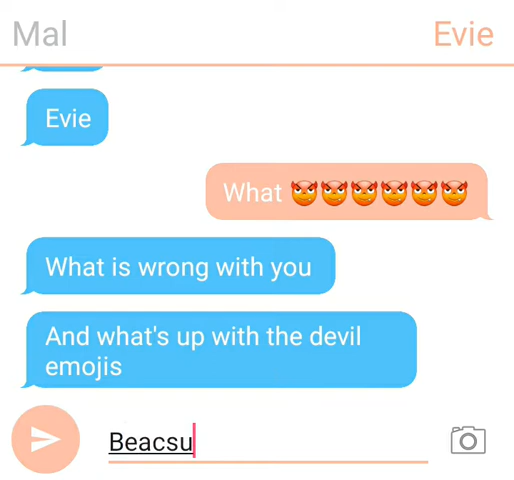 Mal Evie
Evie
What 😈😈😈😈😈😈
What is wrong with you
And what's up with the devil
emojis
Beacsu